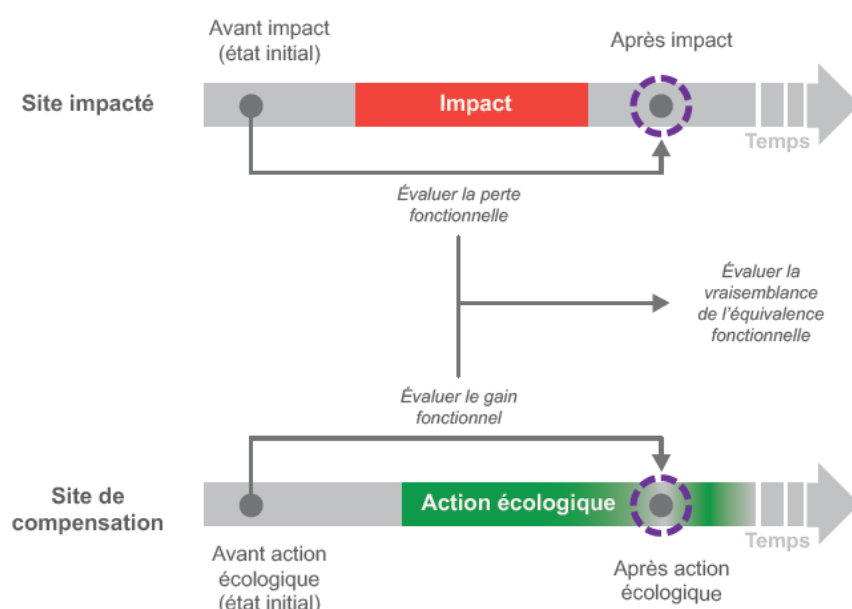 Avant impact
(état initial)
Après impact
Site impacté
Impact
Temps
Évaluer la perte
fonctionnelle
Évaluer la
vraisemblance
de l'équivalence
fonctionnelle
Évaluer le gain
fonctionnel
Site de
compensation
Action écologique
Temps
Avant action
écologique
(état initial)
Après action
écologique